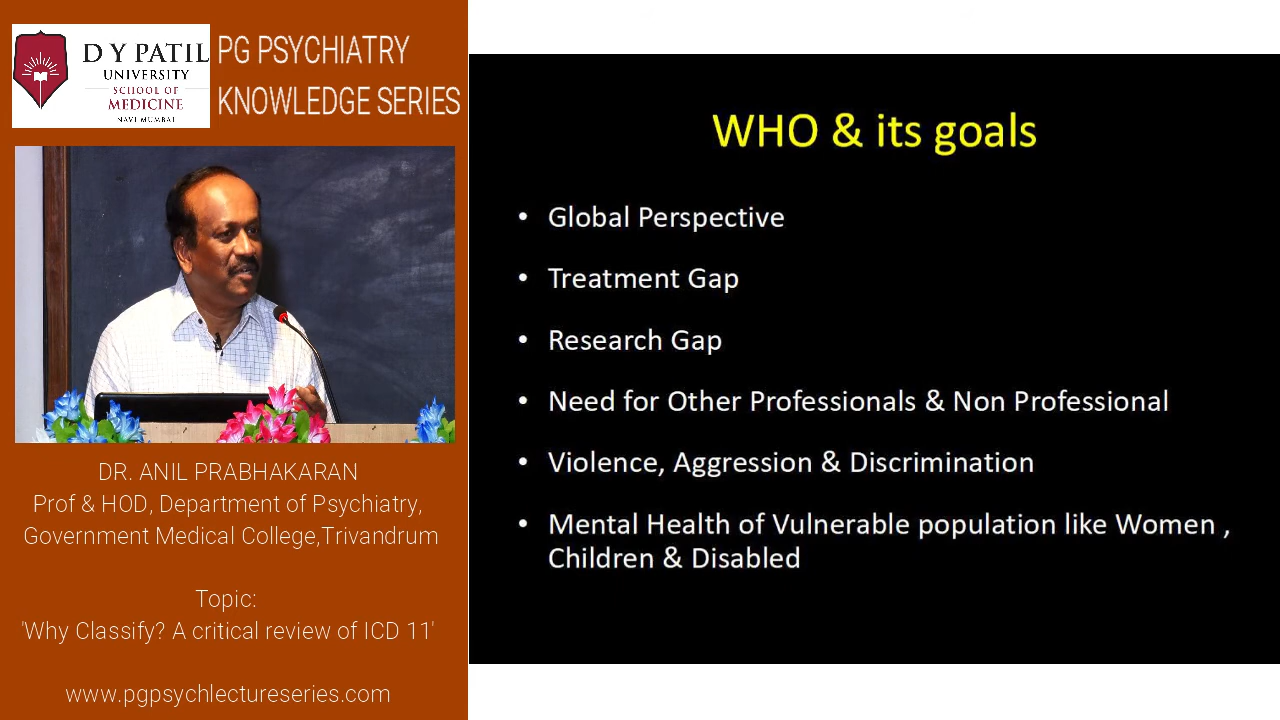 D Y PATIL
UNIVERSITY
SCHOOL OF
MEDICINE
NAVI MUMBAI
PG PSYCHIATRY
KNOWLEDGE SERIES
DR. ANIL PRABHAKARAN
Prof & HOD, Department of Psychiatry,
Government Medical College,Trivandrum
Topic:
'Why Classify? A critical review of ICD 11'
www.pgpsychlectureseries.com
WHO & its goals
• Global Perspective
• Treatment Gap
• Research Gap
• Need for Other Professionals & Non Professional
• Violence, Aggression & Discrimination
• Mental Health of Vulnerable population like Women ,
Children & Disabled